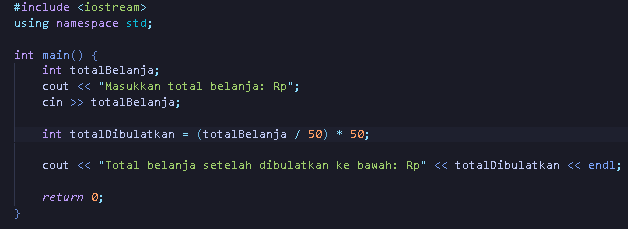 #include <iostream>
using namespace std;
int main() {
int totalBelanja;
cout << "Masukkan total belanja: Rp";
cin >> totalBelanja;
int totalDibulatkan = (totalBelanja / 50) * 50;
cout << "Total belanja setelah dibulatkan ke bawah: Rp" << totalDibulatkan << endl;
return 0;
}